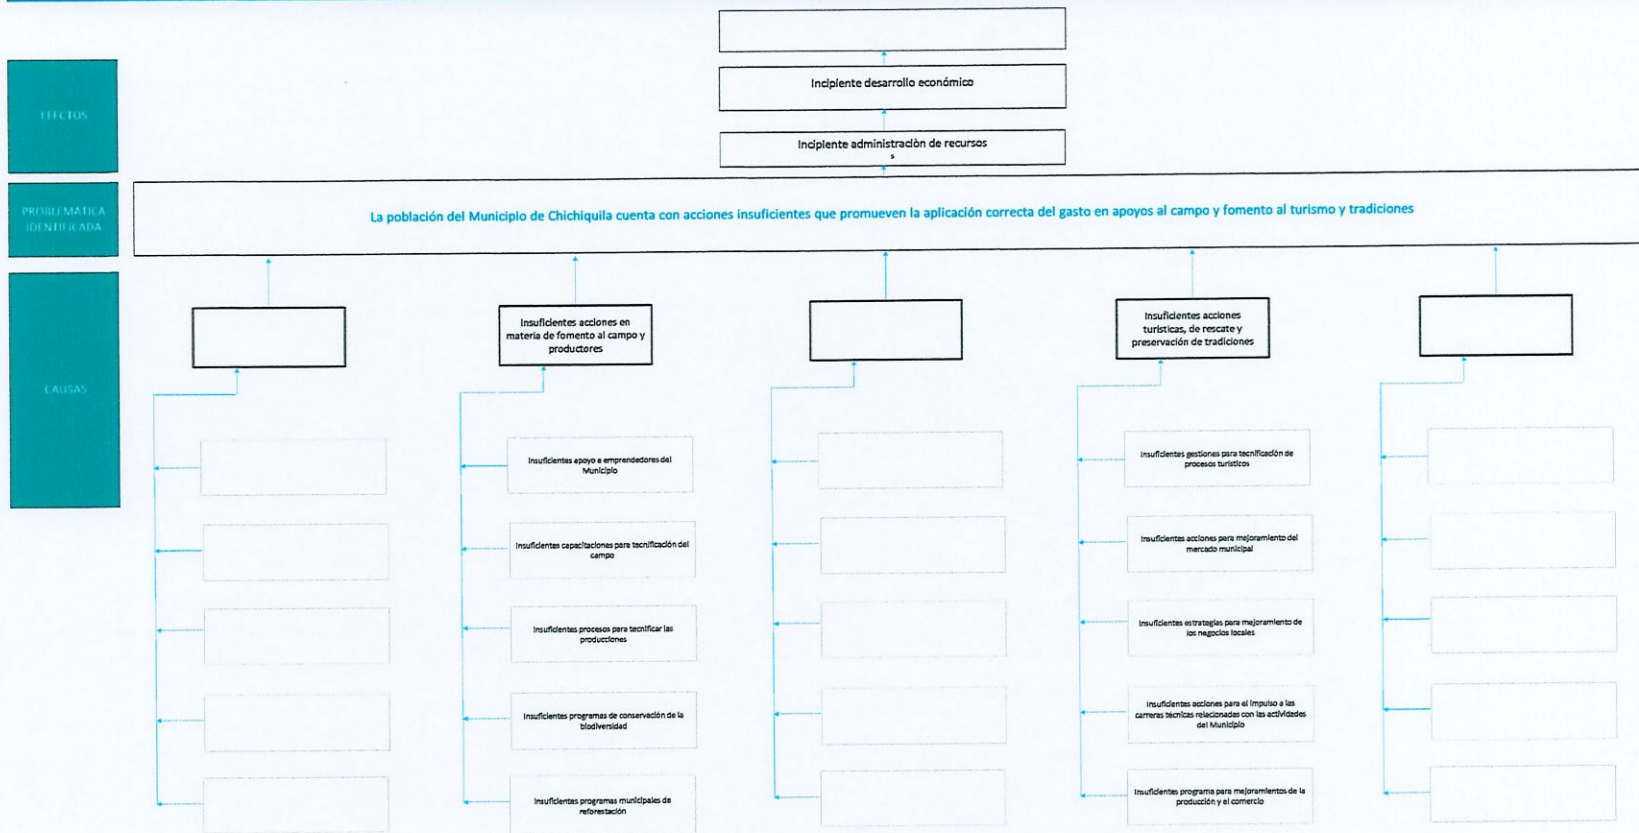 Incipiente desarrollo económico
EFECTOS
Incipiente administraciòn de recursos
s
PROBLEMÁTICA
IDENTIFICADA
La población del Municipio de Chichiquila cuenta con acciones insuficientes que promueven la aplicación correcta del gasto en apoyos al campo y fomento al turismo y tradiciones
CAUSAS
Insuficientes acciones en
materia de fomento al campo y
productores
Insuficientes apoyo a emprendedores del
Municipio
Insuficientes capacitaciones para tecnificación del
campo
Insuficientes procesos para tecnificar las
producciones
Insuficientes programas de conservación de la
biodiversidad
Insuficientes programas municipales de
reforestación
Insuficientes acciones
turísticas, de rescate y
preservación de tradiciones
Insuficientes gestiones para tecnificación de
procesos turísticos
Insuficientes acciones para mejoramiento del
mercado municipal
Insuficientes estrategias para mejoramiento de
los negocios locales
Insuficientes acciones para el impulso a las
carreras técnicas relacionadas con las actividades
del Municipio
Insuficientes programa para mejoramientos de la
producción y el comercio